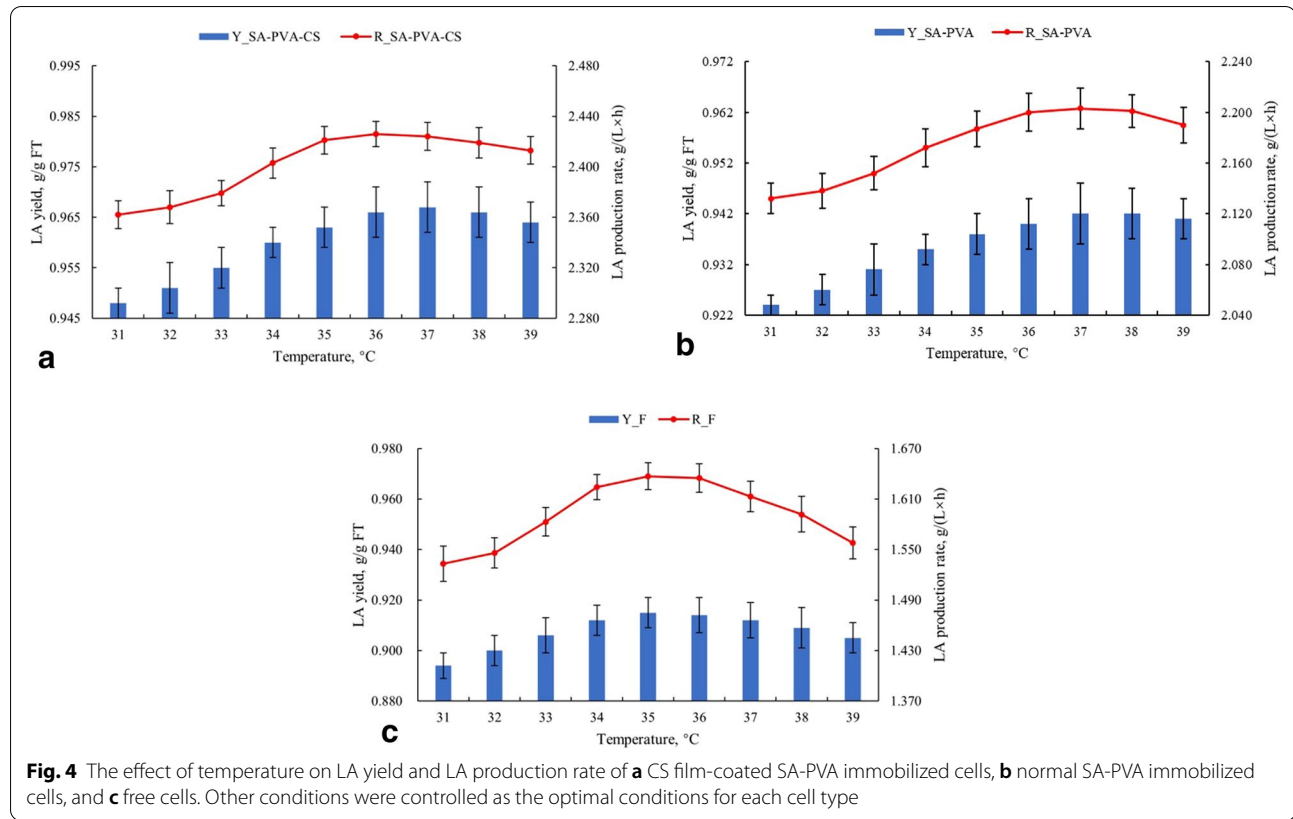 Y_SA-PVA-CS R_SA-PVA-CS
0.995 2.480
0.985 2.440
0.975 2.400
0.965 2.360
0.955 2.320
0.945 2.280
LA yield, g/g FT
LA production rate, g/(L×h)
31 32 33 34 35 36 37 38 39
Temperature, °C
a
Y_SA-PVA R_SA-PVA
0.972 2.240
0.962 2.200
0.952 2.160
0.942 2.120
0.932 2.080
0.922 2.040
LA yield, g/g FT
LA production rate, g/(L×h)
31 32 33 34 35 36 37 38 39
Temperature, °C
b
Y_F R_F
0.980 1.670
0.960 1.610
0.940 1.550
0.920 1.490
0.900 1.430
0.880 1.370
LA yield, g/g FT
LA production rate, g/(L×h)
31 32 33 34 35 36 37 38 39
Temperature, °C
c
Fig. 4 The effect of temperature on LA yield and LA production rate of a CS film-coated SA-PVA immobilized cells, b normal SA-PVA immobilized
cells, and c free cells. Other conditions were controlled as the optimal conditions for each cell type